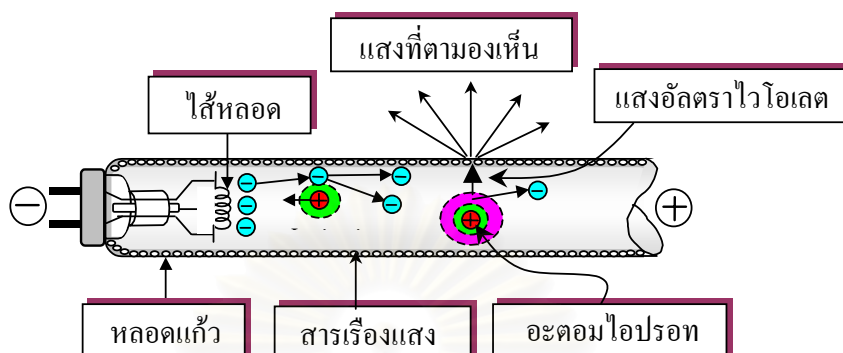 แสงที่ตามองเห็น
ไส้หลอด
แสงอัลตราไวโอเลต
หลอดแก้ว
สารเรืองแสง
อะตอมไอปรอท